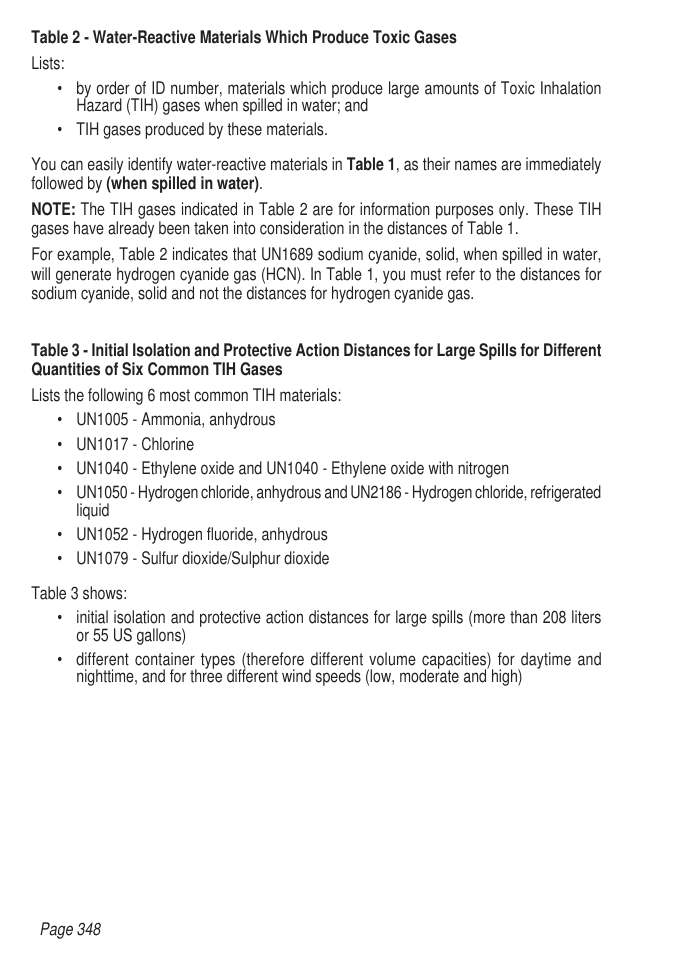 Table 2 - Water-Reactive Materials Which Produce Toxic Gases
Lists:
• by order of ID number, materials which produce large amounts of Toxic Inhalation
Hazard (TIH) gases when spilled in water; and
• TIH gases produced by these materials.
You can easily identify water-reactive materials in Table 1, as their names are immediately
followed by (when spilled in water).
NOTE: The TIH gases indicated in Table 2 are for information purposes only. These TIH
gases have already been taken into consideration in the distances of Table 1.
For example, Table 2 indicates that UN1689 sodium cyanide, solid, when spilled in water,
will generate hydrogen cyanide gas (HCN). In Table 1, you must refer to the distances for
sodium cyanide, solid and not the distances for hydrogen cyanide gas.
Table 3 - Initial Isolation and Protective Action Distances for Large Spills for Different
Quantities of Six Common TIH Gases
Lists the following 6 most common TIH materials:
• UN1005 - Ammonia, anhydrous
• UN1017 - Chlorine
• UN1040 - Ethylene oxide and UN1040 - Ethylene oxide with nitrogen
• UN1050 - Hydrogen chloride, anhydrous and UN2186 - Hydrogen chloride, refrigerated
liquid
• UN1052 - Hydrogen fluoride, anhydrous
• UN1079 - Sulfur dioxide/Sulphur dioxide
Table 3 shows:
• initial isolation and protective action distances for large spills (more than 208 liters
or 55 US gallons)
• different container types (therefore different volume capacities) for daytime and
nighttime, and for three different wind speeds (low, moderate and high)
Page 348